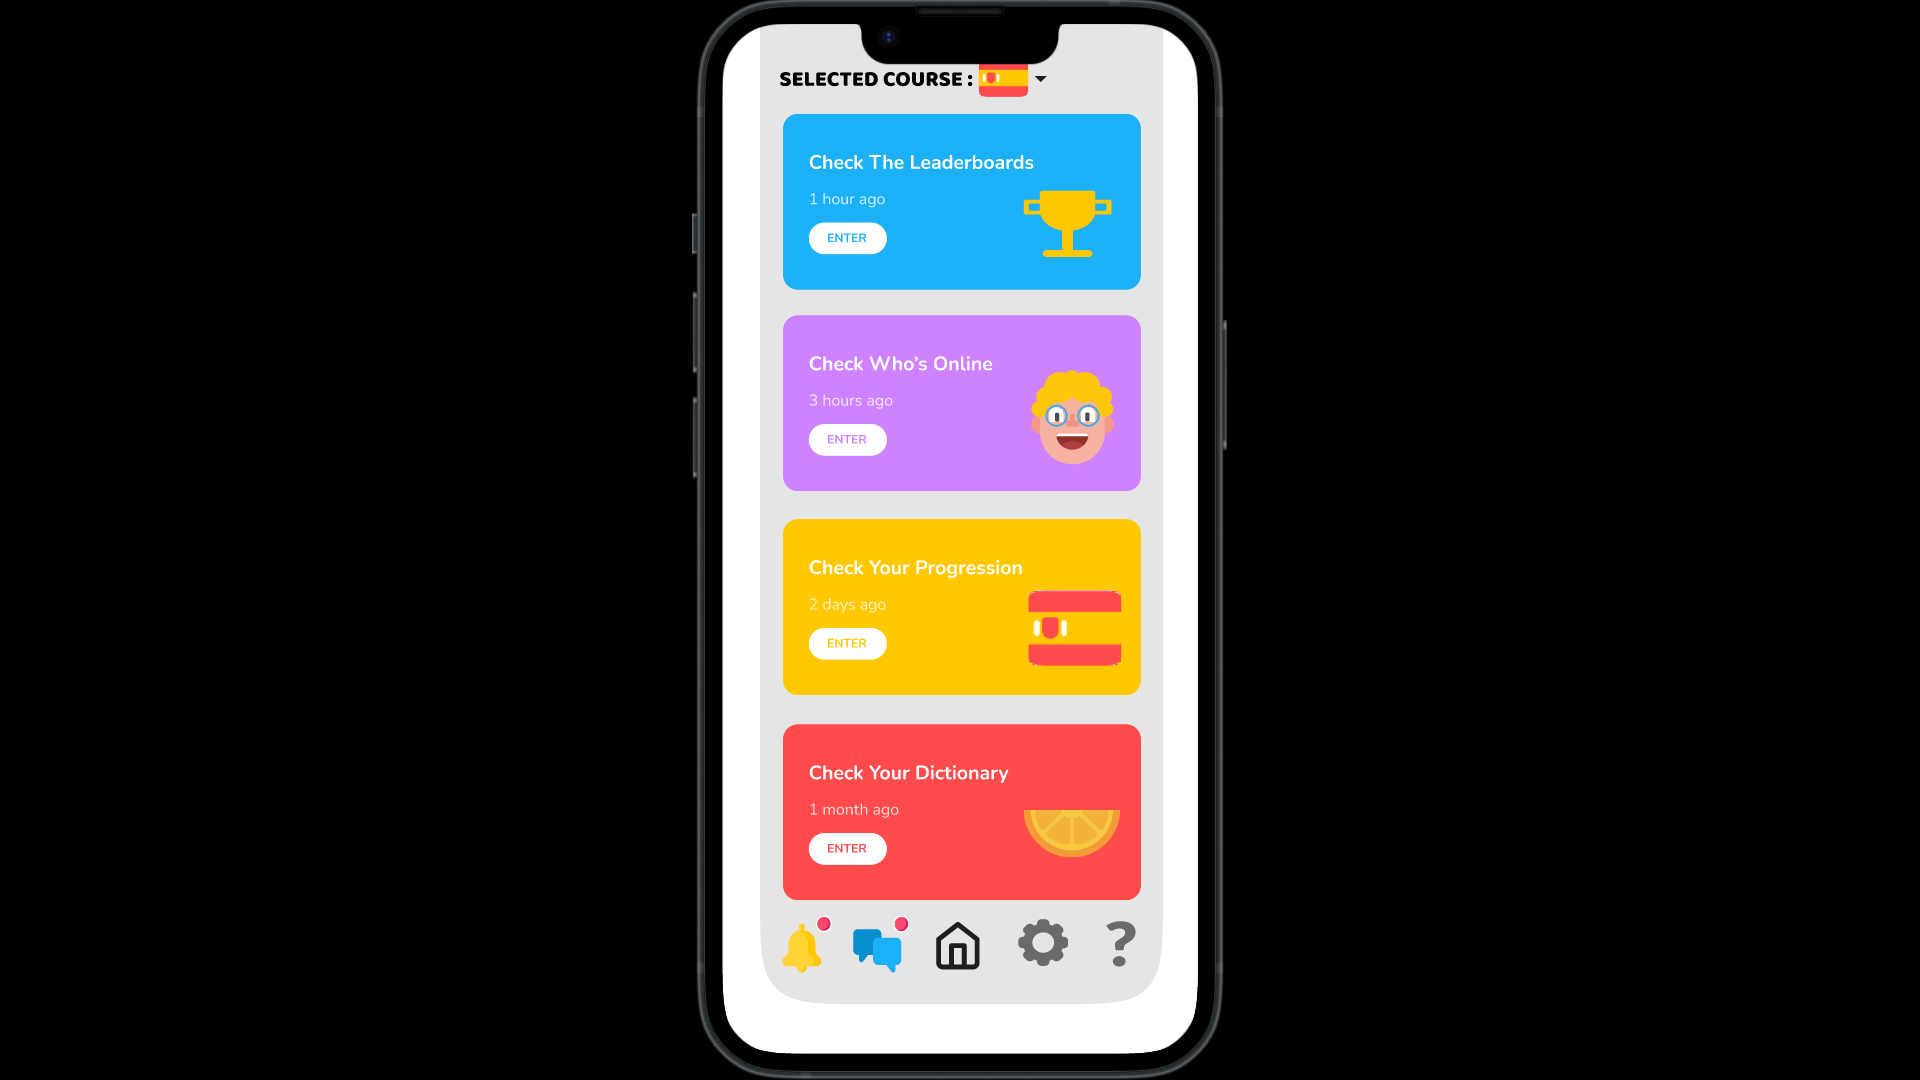 SELECTED COURSE :
Check The Leaderboards
1 hour ago
ENTER
Check Who's Online
3 hours ago
ENTER
Check Your Progression
2 days ago
ENTER
Check Your Dictionary
1 month ago
ENTER
?